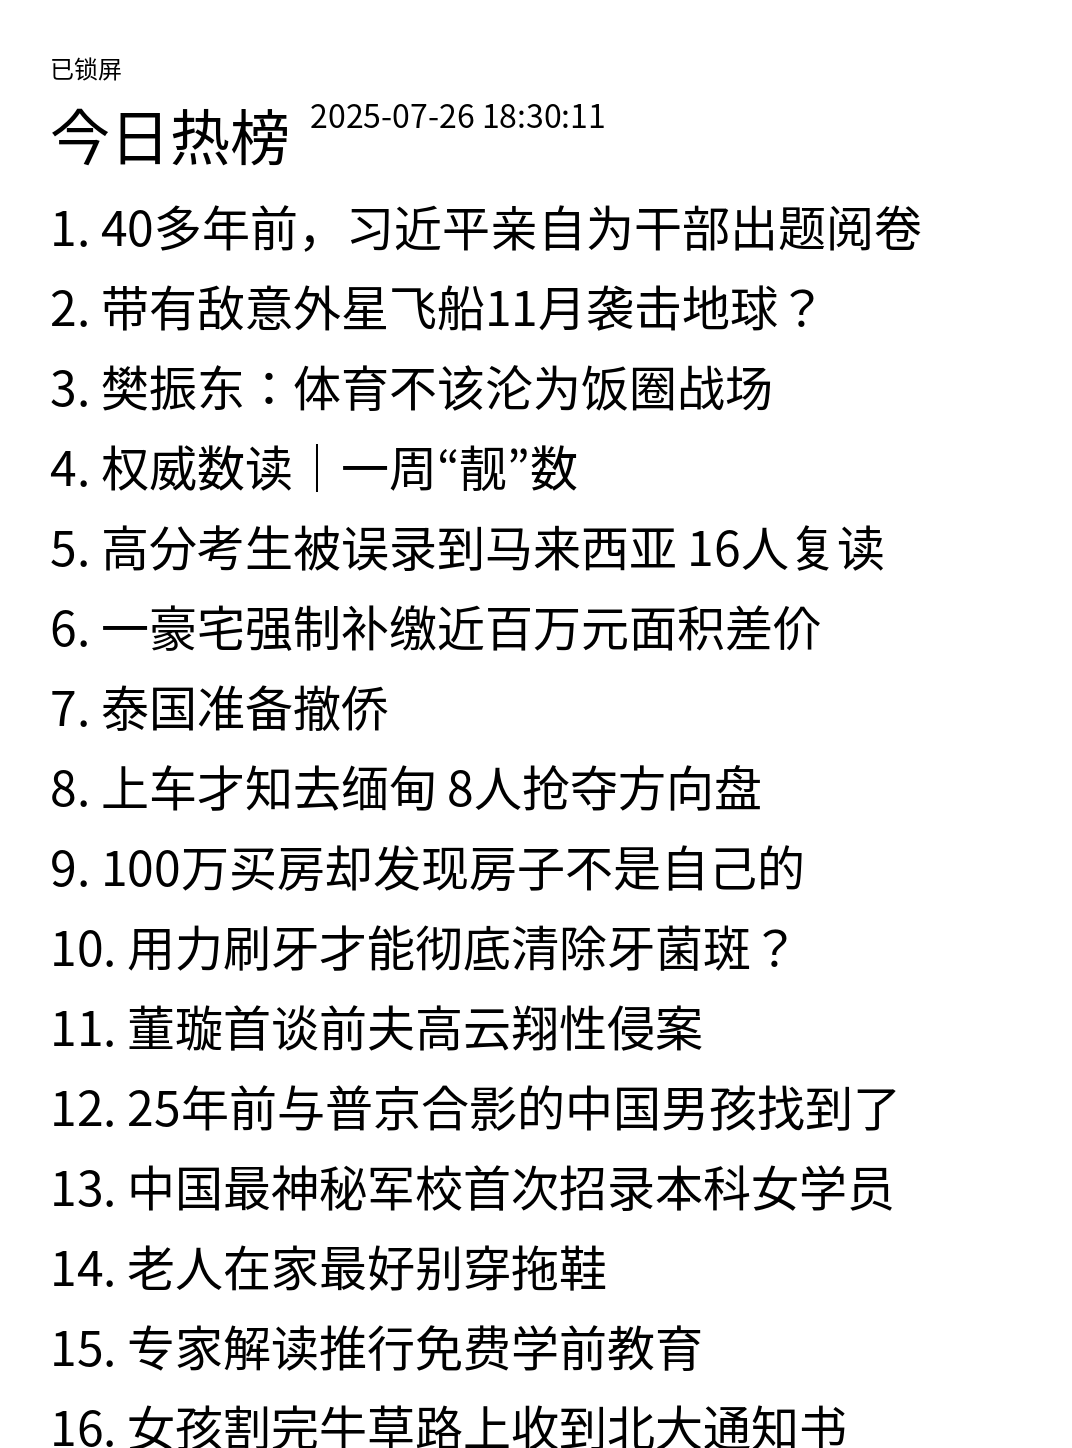 已锁屏
今日热榜 2025-07-26 18:30:11
1. 40多年前，习近平亲自为干部出题阅卷
2. 带有敌意外星飞船11月袭击地球？
3. 樊振东：体育不该沦为饭圈战场
4. 权威数读｜一周“靓”数
5. 高分考生被误录到马来西亚 16人复读
6. 一豪宅强制补缴近百万元面积差价
7. 泰国准备撤侨
8. 上车才知去缅甸 8人抢夺方向盘
9. 100万买房却发现房子不是自己的
10. 用力刷牙才能彻底清除牙菌斑？
11. 董璇首谈前夫高云翔性侵案
12. 25年前与普京合影的中国男孩找到了
13. 中国最神秘军校首次招录本科女学员
14. 老人在家最好别穿拖鞋
15. 专家解读推行免费学前教育
16. 女孩割完牛草路上收到北大通知书